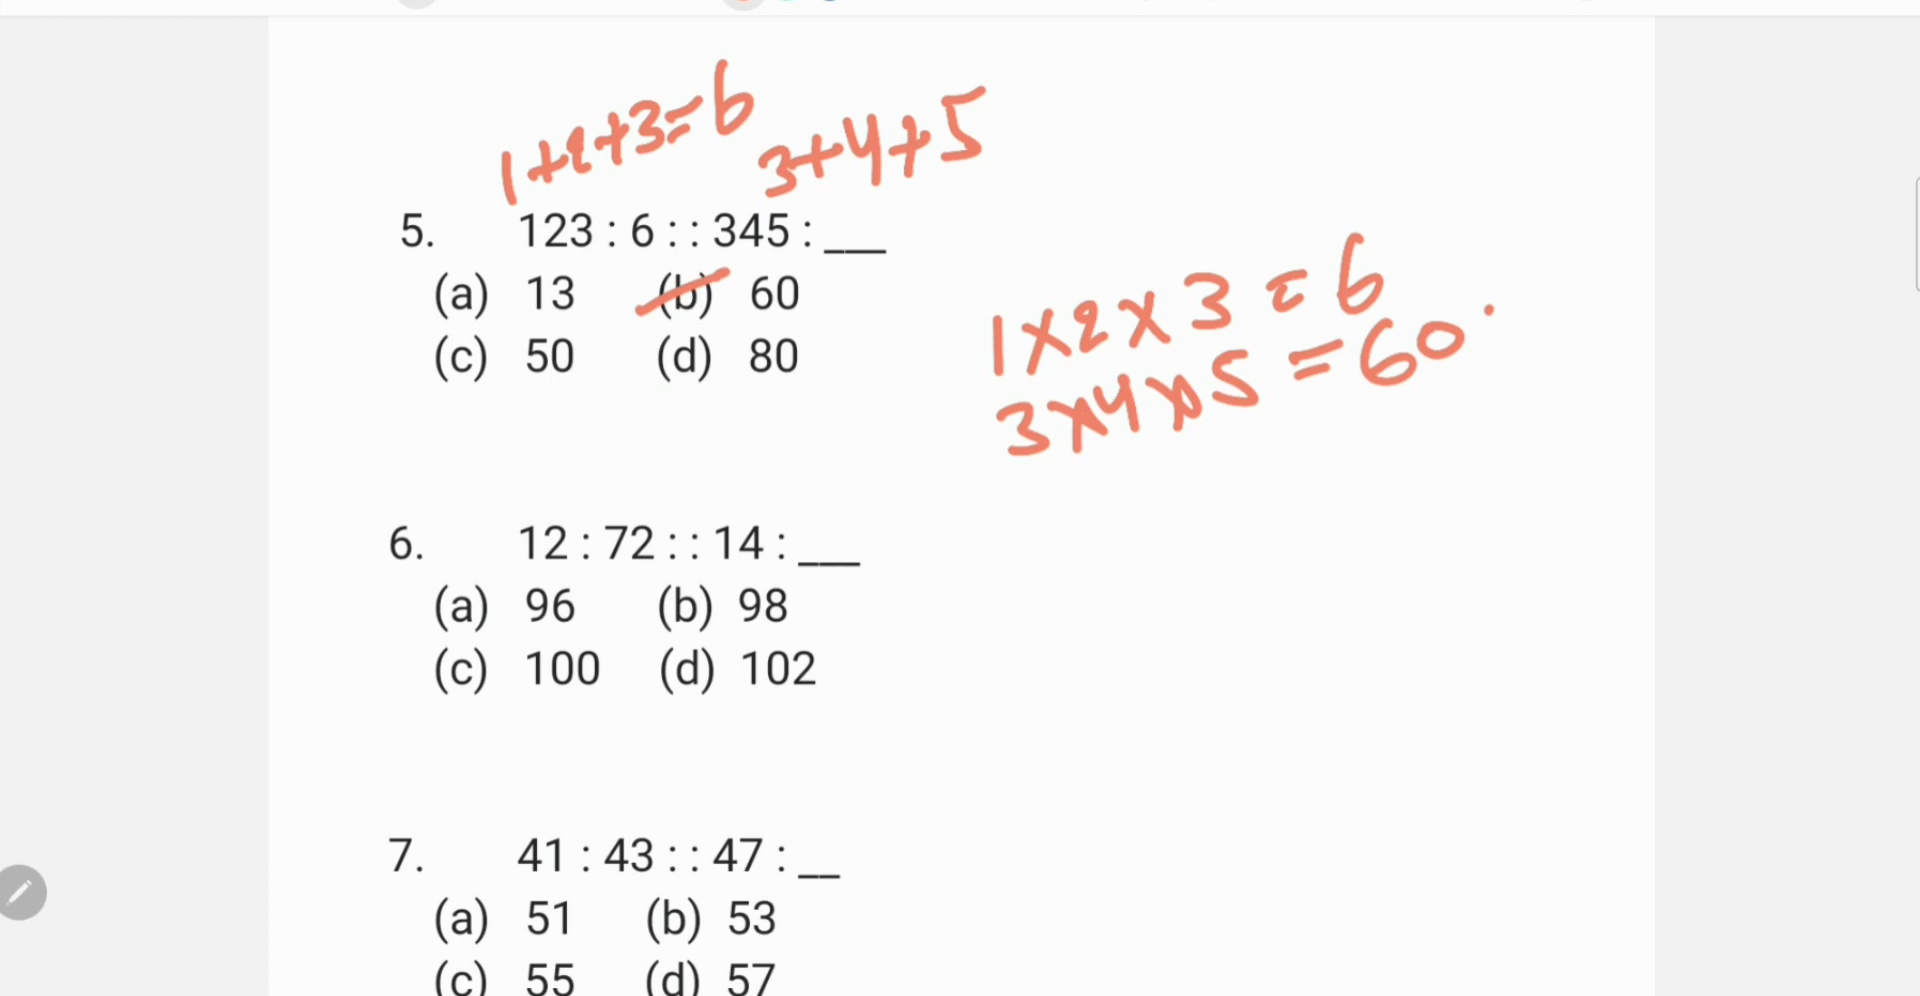 1+2+3=6
3+4+5
5. 123 : 6 : : 345 : ___
(a) 13 (b) 60
(c) 50 (d) 80
1×2×3=6
3×4×5=60.
6. 12 : 72 : : 14 : ___
(a) 96 (b) 98
(c) 100 (d) 102
7. 41 : 43 : : 47 : __
(a) 51 (b) 53
(c) 55 (d) 57